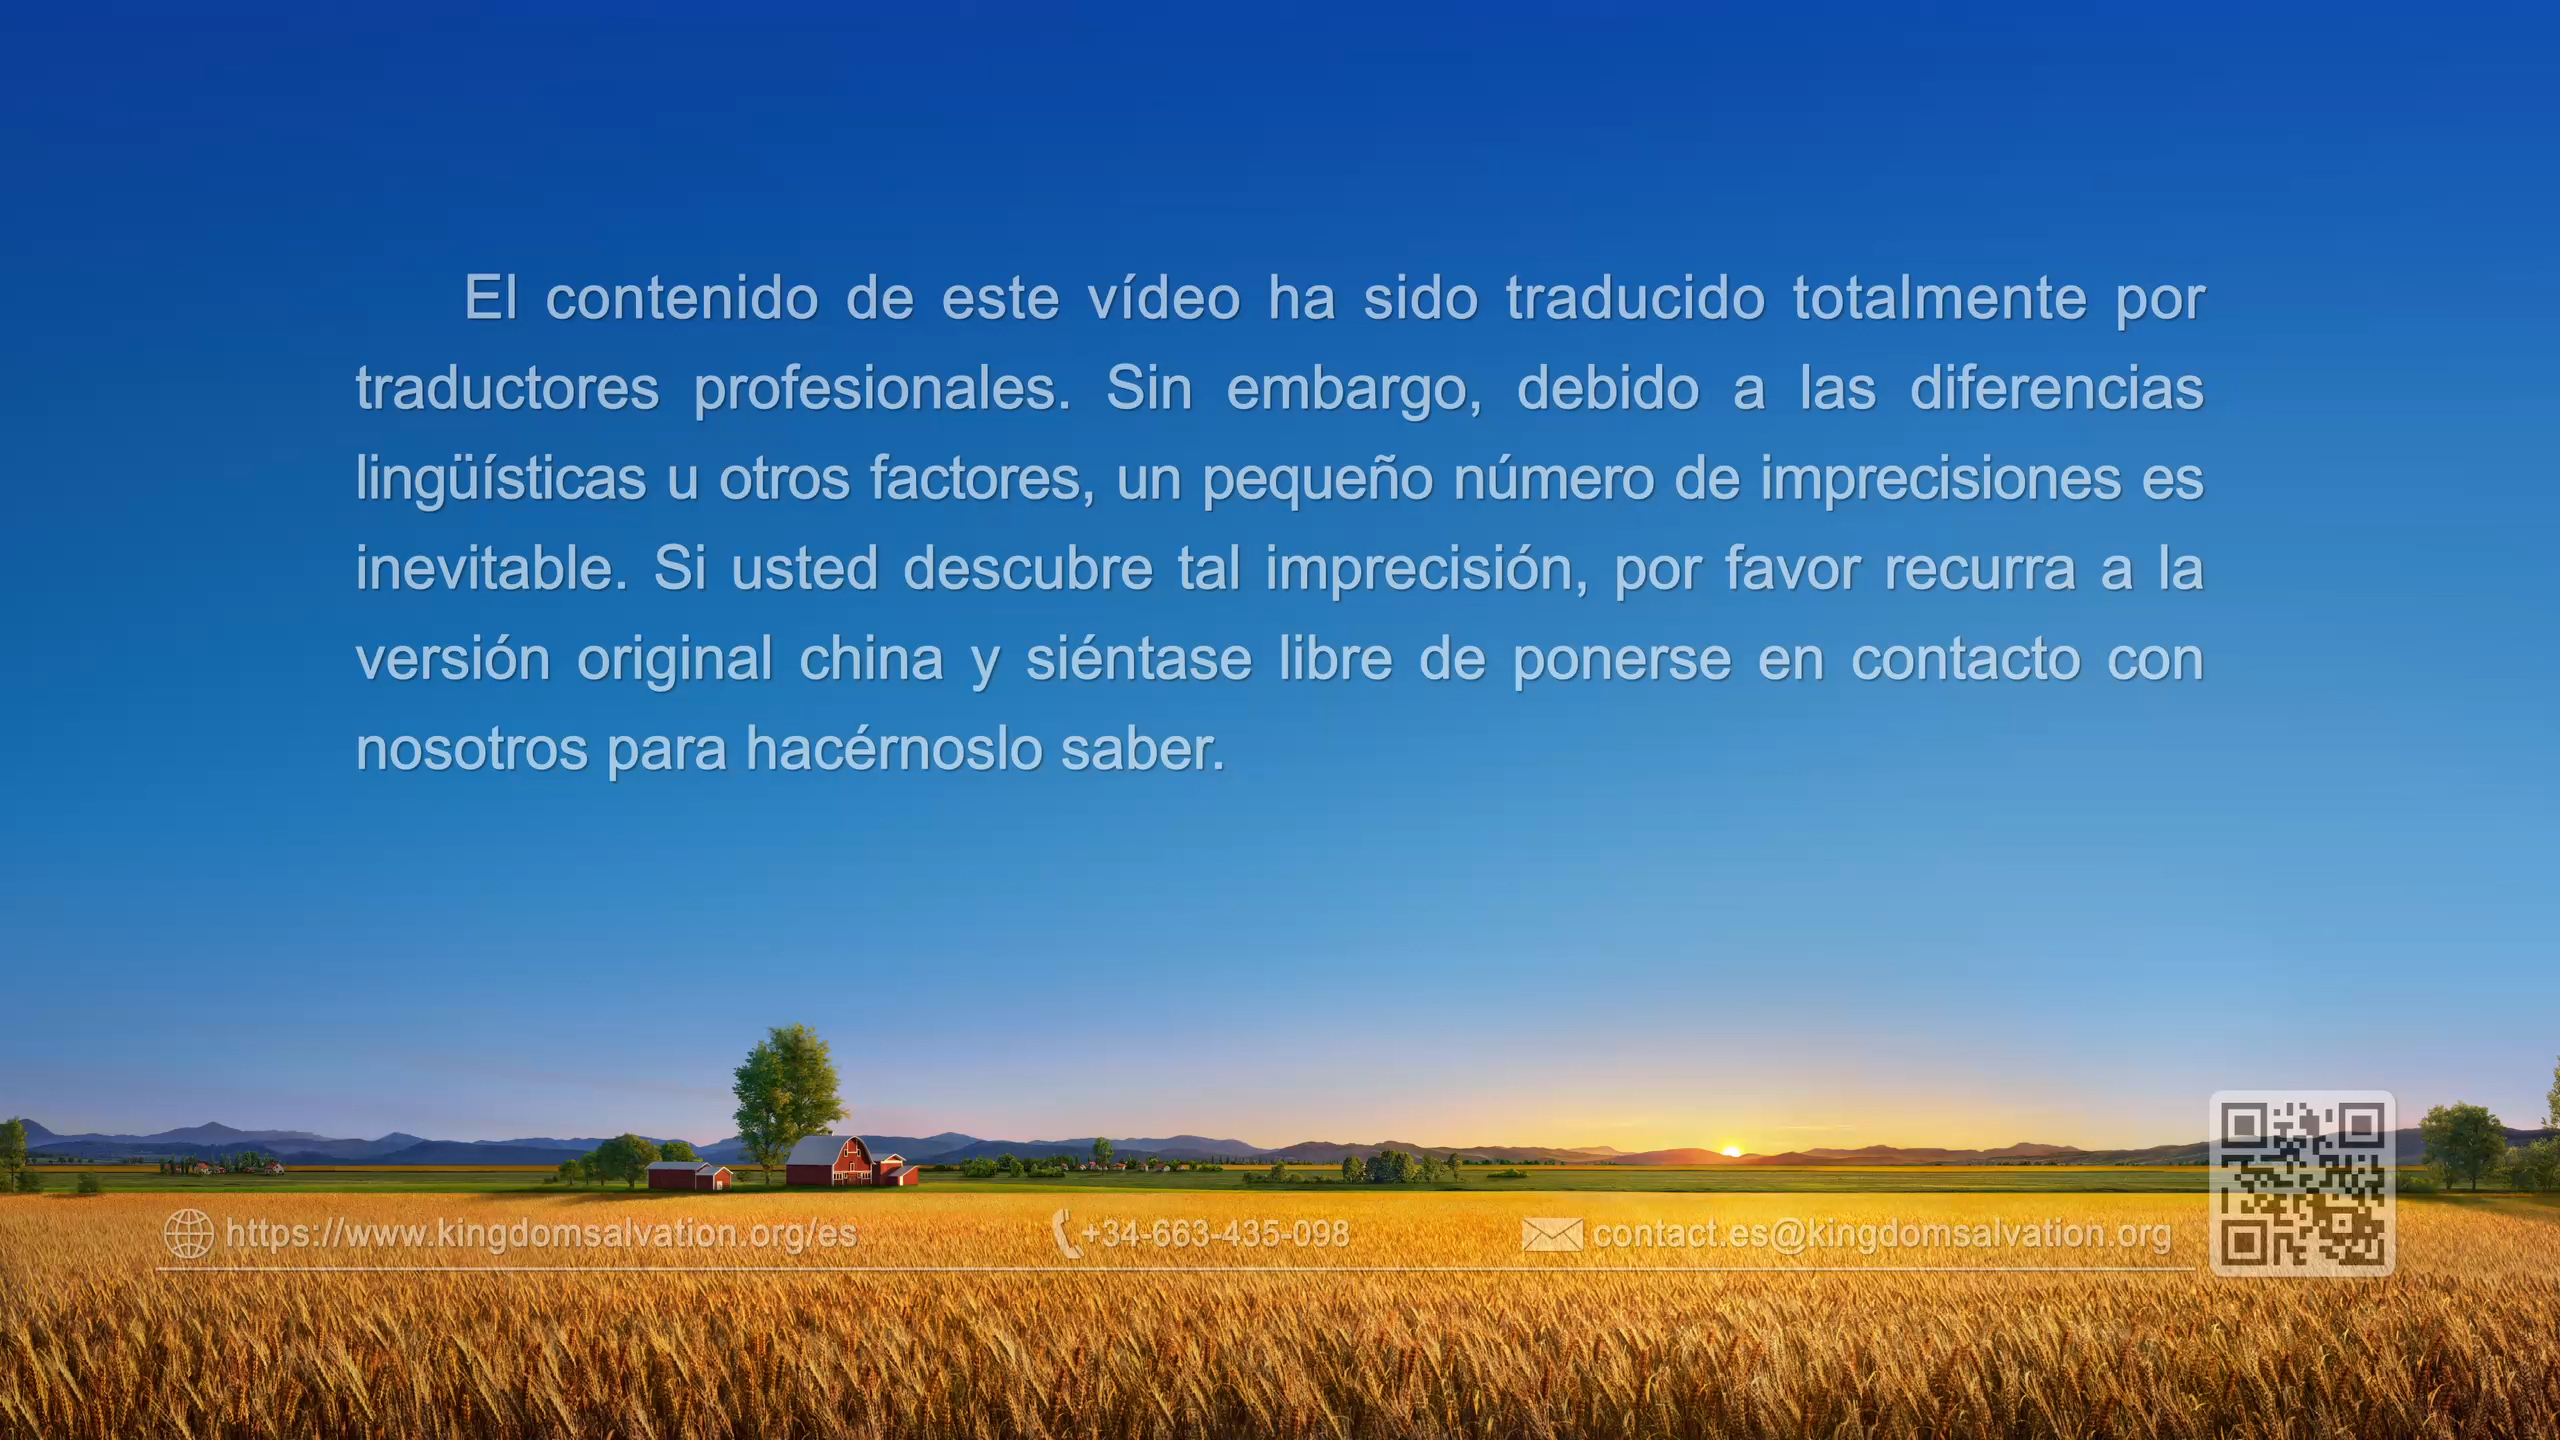 El contenido de este vídeo ha sido traducido totalmente por
traductores profesionales. Sin embargo, debido a las diferencias
lingüísticas u otros factores, un pequeño número de imprecisiones es
inevitable. Si usted descubre tal imprecisión, por favor recurra a la
versión original china y siéntase libre de ponerse en contacto con
nosotros para hacérnoslo saber.
https://www.kingdomsalvation.org/es
+34-663-435-098
contact.es@kingdomsalvation.org